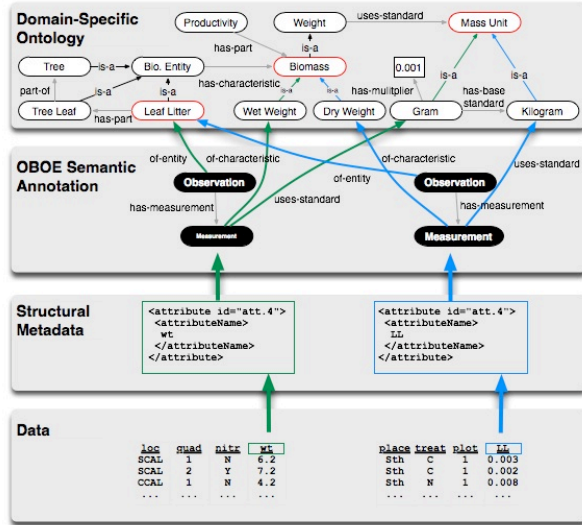 Domain-Specific
Ontology
Productivity
Weight
uses-standard
Mass Unit
has-part
is-a
0.001
Tree
is-a
Bio. Entity
Biomass
is-a
is-a
part-of
is-a
is-a
has-characteristic
is-a
is-a
has-mulitplier
has-base
standard
Tree Leaf
has-part
Leaf Litter
Wet Weight
Dry Weight
Gram
Kilogram
OBOE Semantic
Annotation
of-entity
of-characteristic
of-characteristic
uses-standard
Observation
of-entity
Observation
has-measurement
uses-standard
has-measurement
Measurement
Measurement
Structural
Metadata
<attribute id="att.4">
<attributeName>
wt
</attributeName>
</attribute>
<attribute id="att.4">
<attributeName>
LL
</attributeName>
</attribute>
Data
loc quad nitr wt
SCAL 1 N 6.2
SCAL 2 Y 7.2
CCAL 1 N 4.2
... ... ... ...
place treat plot LL
Sth C 1 0.003
Sth C 1 0.002
Sth N 1 0.008
... ... ... ...